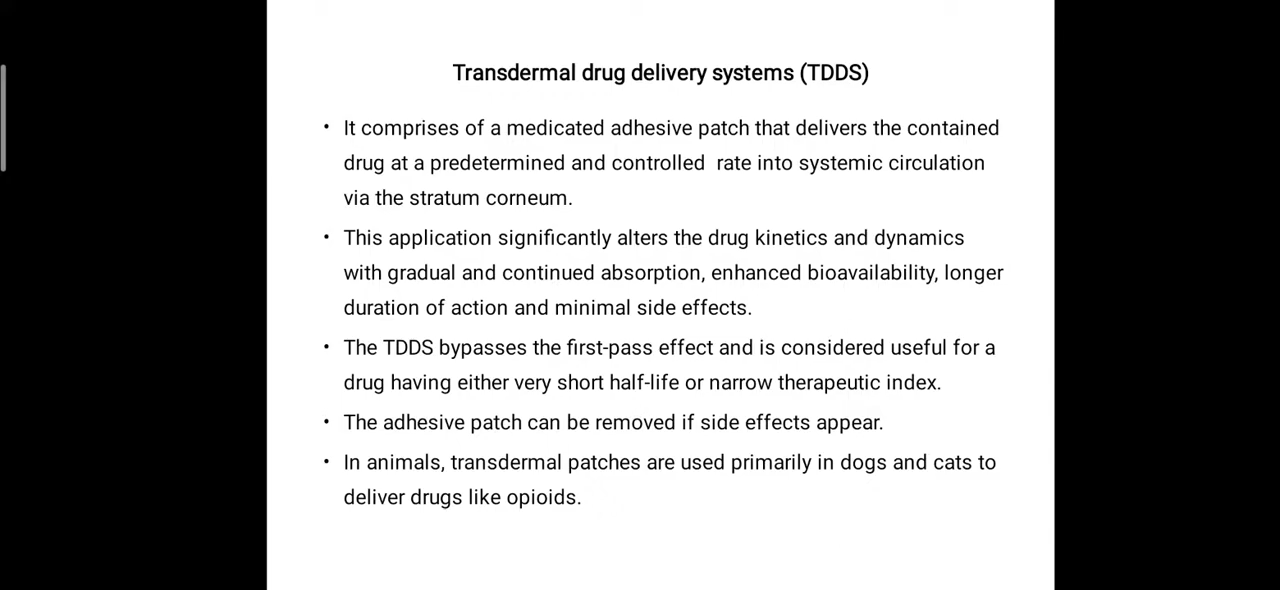 Transdermal drug delivery systems (TDDS)
• It comprises of a medicated adhesive patch that delivers the contained
drug at a predetermined and controlled  rate into systemic circulation
via the stratum corneum.
• This application significantly alters the drug kinetics and dynamics
with gradual and continued absorption, enhanced bioavailability, longer
duration of action and minimal side effects.
• The TDDS bypasses the first-pass effect and is considered useful for a
drug having either very short half-life or narrow therapeutic index.
• The adhesive patch can be removed if side effects appear.
• In animals, transdermal patches are used primarily in dogs and cats to
deliver drugs like opioids.